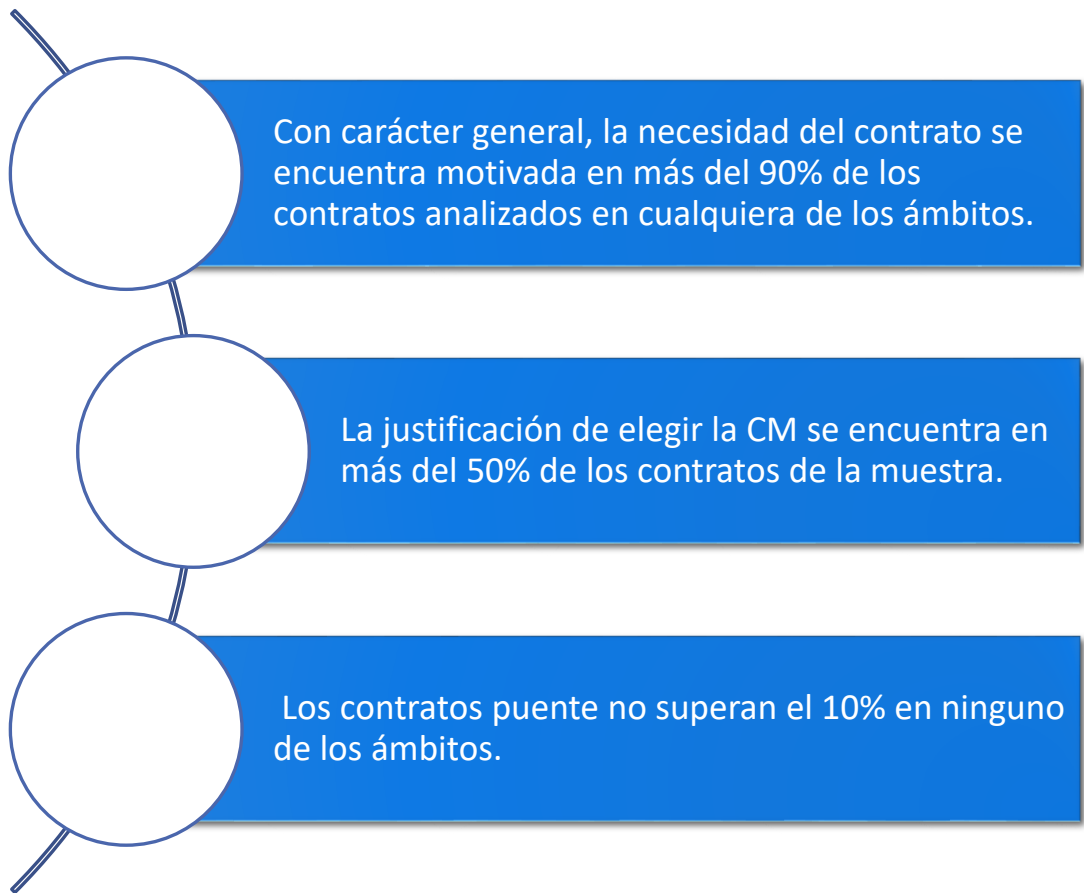 Con carácter general, la necesidad del contrato se
encuentra motivada en más del 90% de los
contratos analizados en cualquiera de los ámbitos.
La justificación de elegir la CM se encuentra en
más del 50% de los contratos de la muestra.
Los contratos puente no superan el 10% en ninguno
de los ámbitos.